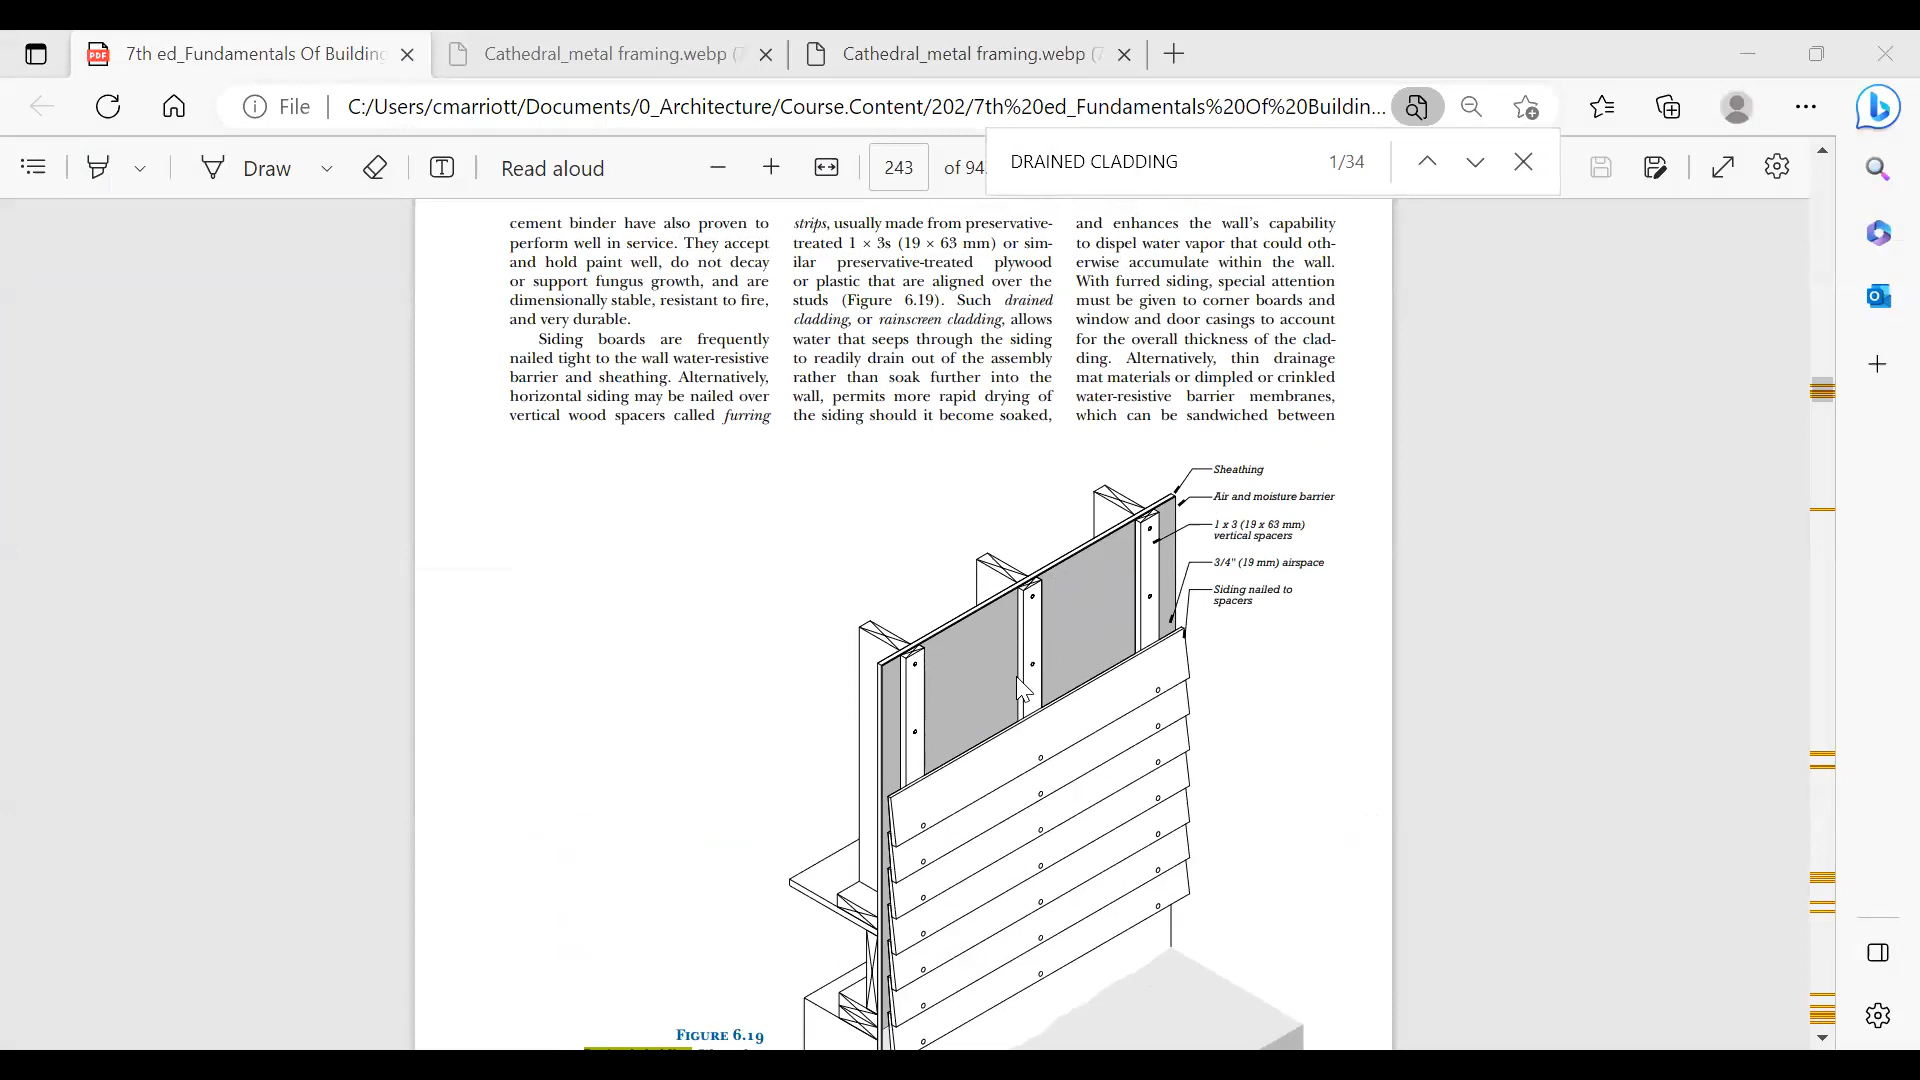 7th ed_Fundamentals Of Building
Cathedral_metal framing.webp (7
Cathedral_metal framing.webp (7
File
C:/Users/cmarriott/Documents/0_Architecture/Course.Content/202/7th%20ed_Fundamentals%20Of%20Buildin...
Draw
Read aloud
243
of 94
DRAINED CLADDING
1/34
cement binder have also proven to
perform well in service. They accept
and hold paint well, do not decay
or support fungus growth, and are
dimensionally stable, resistant to fire,
and very durable.
Siding boards are frequently
nailed tight to the wall water-resistive
barrier and sheathing. Alternatively,
horizontal siding may be nailed over
vertical wood spacers called furring
strips, usually made from preservative-
treated 1 × 3s (19 × 63 mm) or sim-
ilar preservative-treated plywood
or plastic that are aligned over the
studs (Figure 6.19). Such drained
cladding, or rainscreen cladding, allows
water that seeps through the siding
to readily drain out of the assembly
rather than soak further into the
wall, permits more rapid drying of
the siding should it become soaked,
and enhances the wall's capability
to dispel water vapor that could oth-
erwise accumulate within the wall.
With furred siding, special attention
must be given to corner boards and
window and door casings to account
for the overall thickness of the clad-
ding. Alternatively, thin drainage
mat materials or dimpled or crinkled
water-resistive barrier membranes,
which can be sandwiched between
Sheathing
Air and moisture barrier
1 x 3 (19 x 63 mm)
vertical spacers
3/4" (19 mm) airspace
Siding nailed to
spacers
FIGURE 6.19